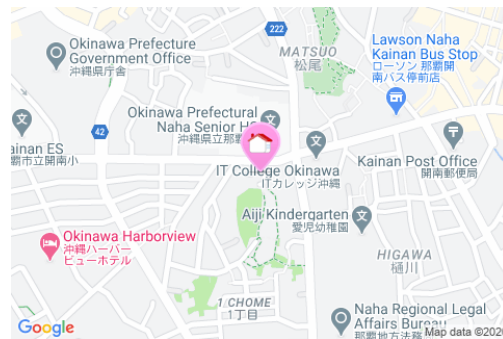 222
MATSUO
松尾
Okinawa Prefecture
Government Office
沖縄県庁舎
Lawson Naha
Kainan Bus Stop
ローソン 那覇開
南バス停前店
Okinawa Prefectural
Naha Senior H
沖縄県立那覇
42
ainan ES
覇市立開南小
Kainan Post Office
開南郵便局
IT College Okinawa
ITカレッジ沖縄
Aiji Kindergarten
愛児幼稚園
Okinawa Harborview
沖縄ハーバー
ビューホテル
HIGAWA
樋川
1 CHOME
1丁目
Naha Regional Legal
Affairs Bureau
那覇地方法務
Google
Map data ©202